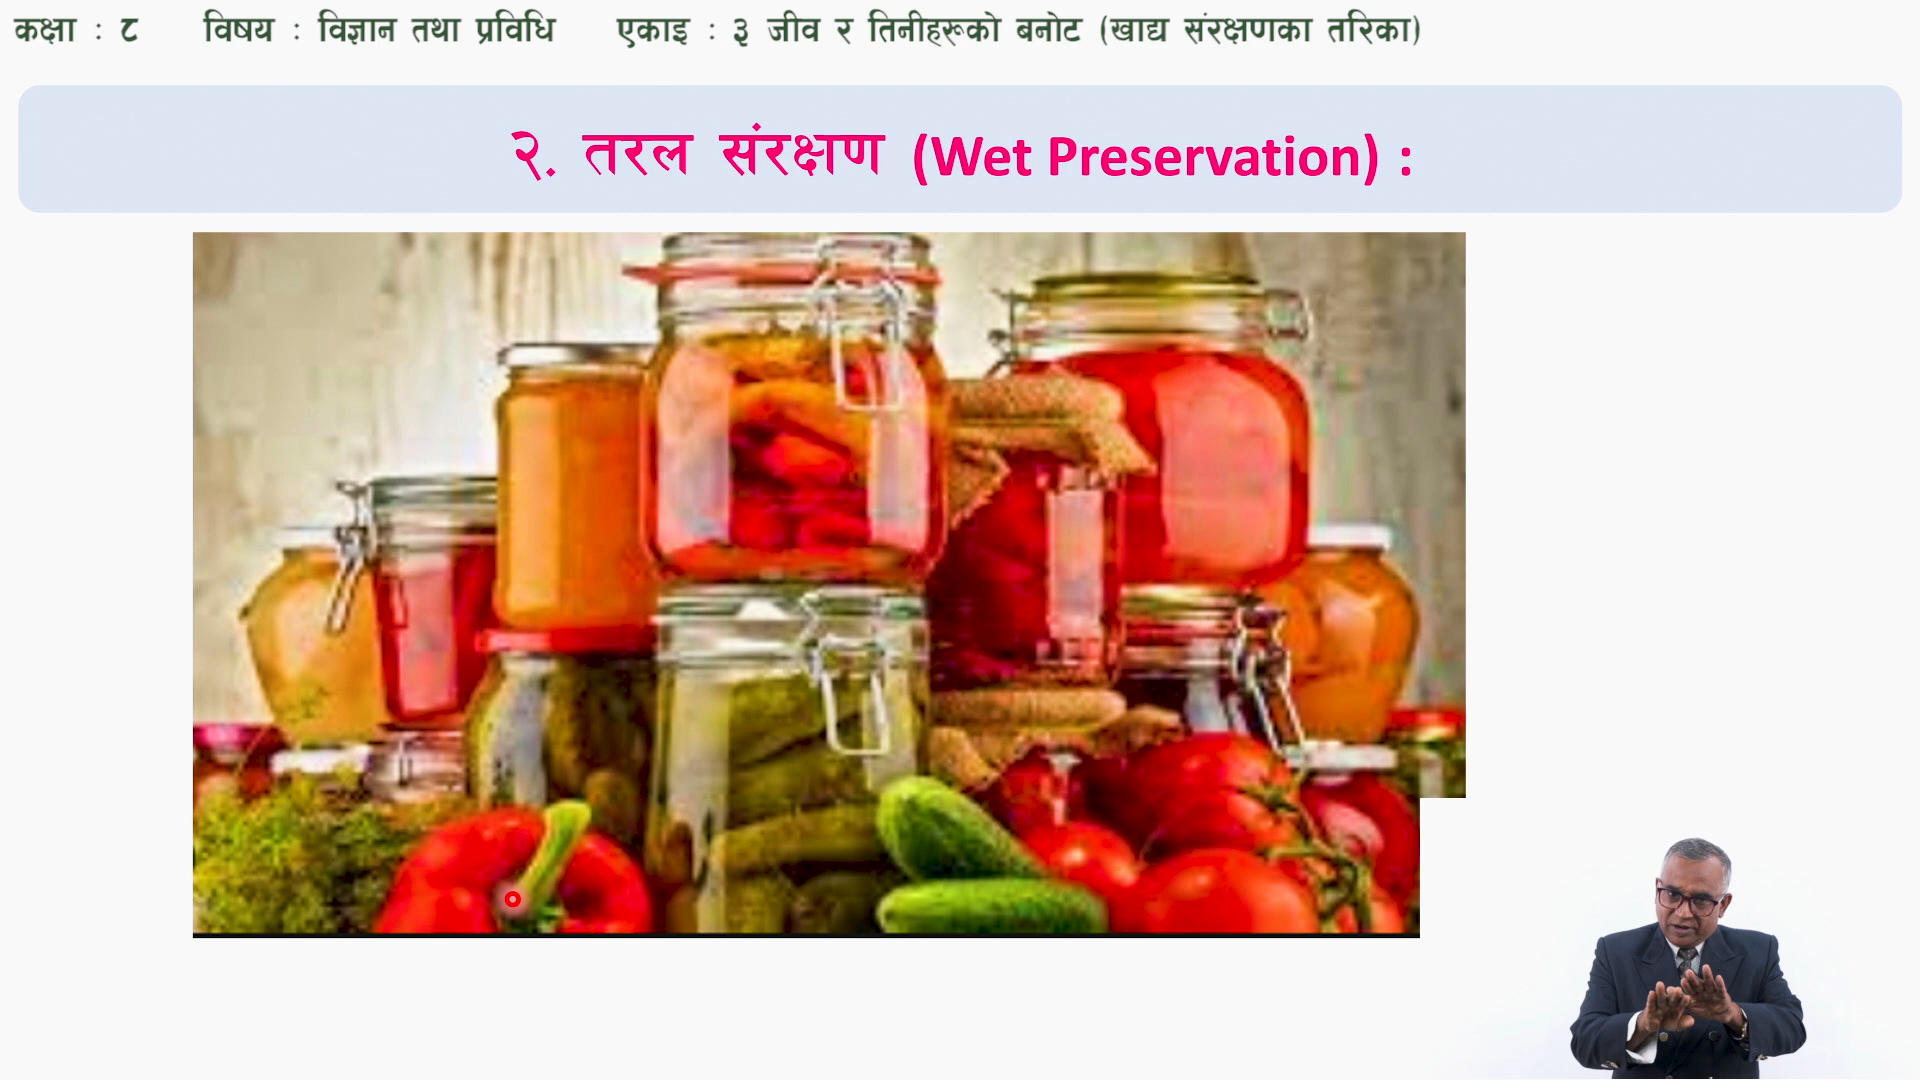 कक्षा : ८ विषय : विज्ञान तथा प्रविधि एकाइ : ३ जीव र तिनीहरूको बनोट (खाद्य संरक्षणका तरिका)
२. तरल संरक्षण (Wet Preservation) :